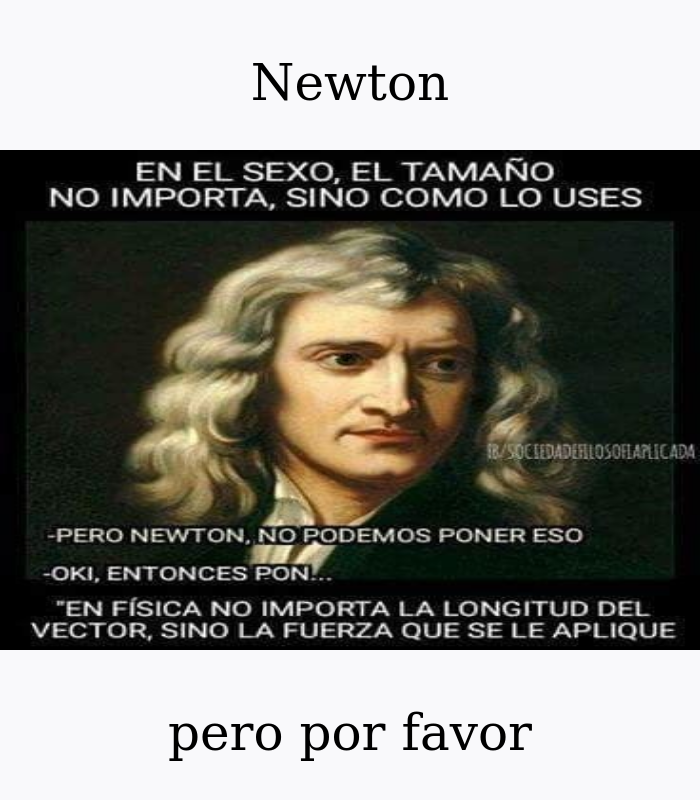 Newton
EN EL SEXO, EL TAMAÑO
NO IMPORTA, SINO COMO LO USES
FB/SOCIEDADEFILOSOFIAPLICADA
-PERO NEWTON, NO PODEMOS PONER ESO
-OKI, ENTONCES PON...
"EN FÍSICA NO IMPORTA LA LONGITUD DEL
VECTOR, SINO LA FUERZA QUE SE LE APLIQUE
pero por favor